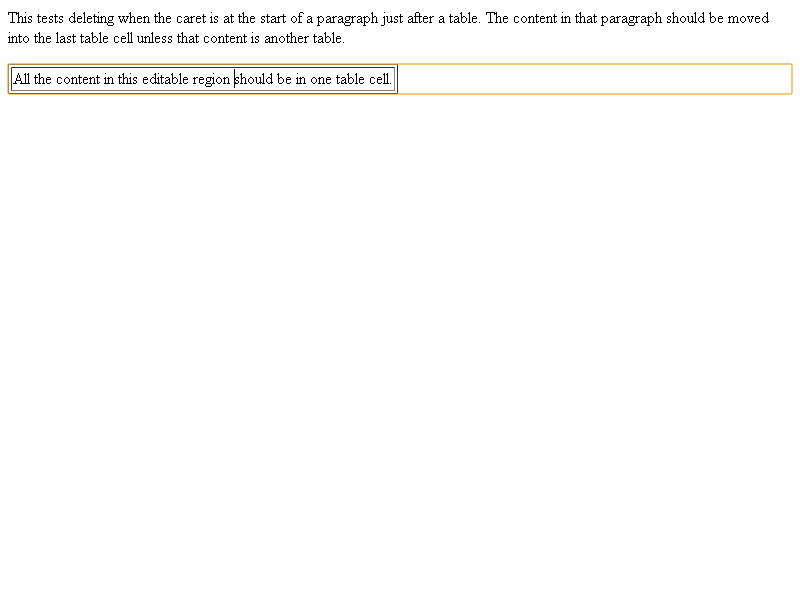 This tests deleting when the caret is at the start of a paragraph just after a table. The content in that paragraph should be moved
into the last table cell unless that content is another table.
All the content in this editable region should be in one table cell.